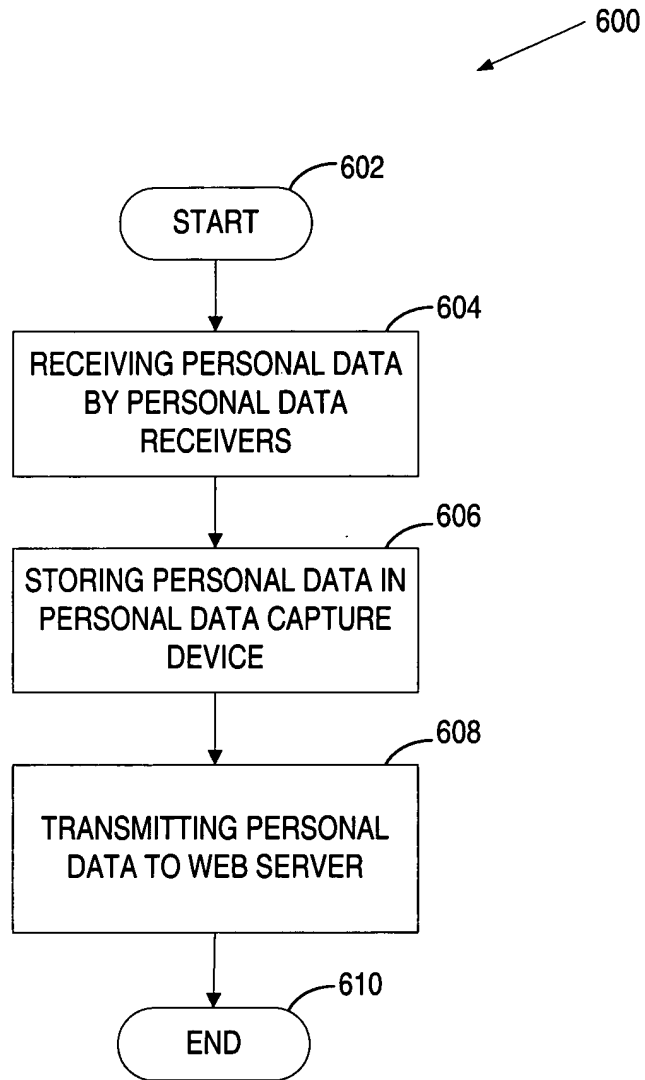 600
602
START
604
RECEIVING PERSONAL DATA
BY PERSONAL DATA
RECEIVERS
606
STORING PERSONAL DATA IN
PERSONAL DATA CAPTURE
DEVICE
608
TRANSMITTING PERSONAL
DATA TO WEB SERVER
610
END